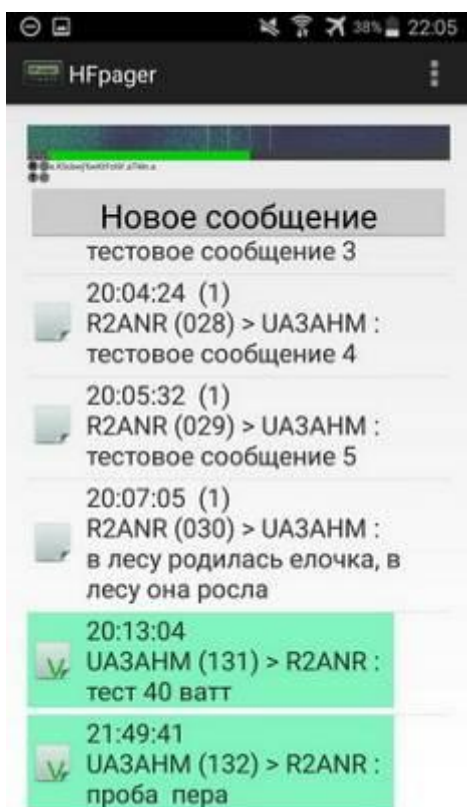 38% 22:05
HFpager
Новое сообщение
тестовое сообщение 3
20:04:24 (1)
R2ANR (028) > UA3AHM :
тестовое сообщение 4
20:05:32 (1)
R2ANR (029) > UA3AHM :
тестовое сообщение 5
20:07:05 (1)
R2ANR (030) > UA3AHM :
в лесу родилась елочка, в
лесу она росла
20:13:04
UA3AHM (131) > R2ANR :
тест 40 ватт
21:49:41
UA3AHM (132) > R2ANR :
проба пера